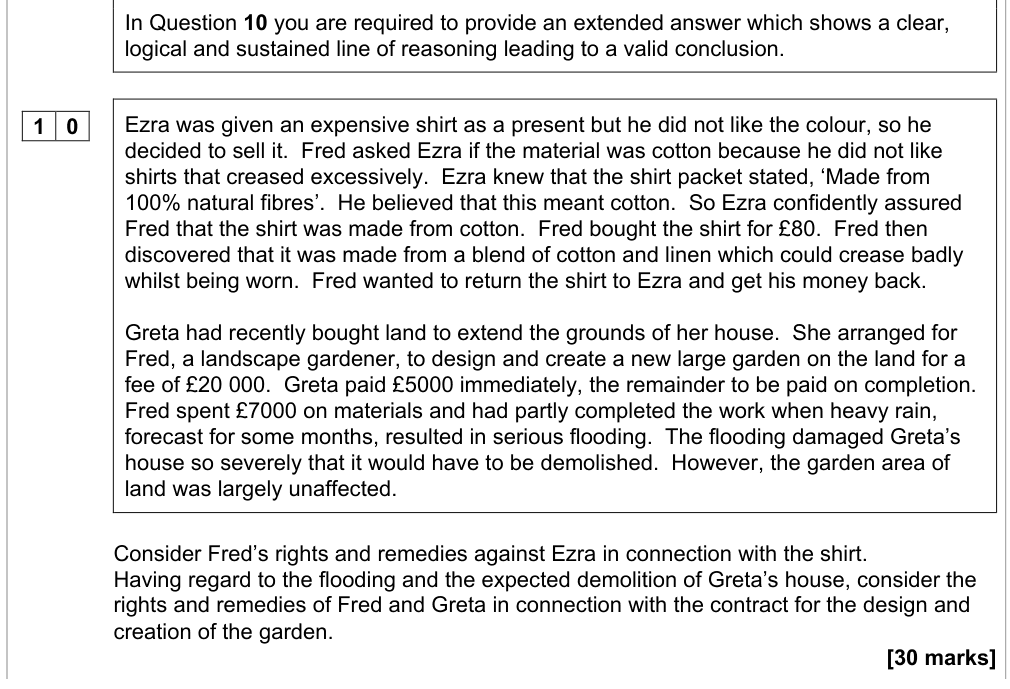 In Question 10 you are required to provide an extended answer which shows a clear,
logical and sustained line of reasoning leading to a valid conclusion.
1 0
Ezra was given an expensive shirt as a present but he did not like the colour, so he
decided to sell it. Fred asked Ezra if the material was cotton because he did not like
shirts that creased excessively. Ezra knew that the shirt packet stated, ‘Made from
100% natural fibres’. He believed that this meant cotton. So Ezra confidently assured
Fred that the shirt was made from cotton. Fred bought the shirt for £80. Fred then
discovered that it was made from a blend of cotton and linen which could crease badly
whilst being worn. Fred wanted to return the shirt to Ezra and get his money back.
Greta had recently bought land to extend the grounds of her house. She arranged for
Fred, a landscape gardener, to design and create a new large garden on the land for a
fee of £20 000. Greta paid £5000 immediately, the remainder to be paid on completion.
Fred spent £7000 on materials and had partly completed the work when heavy rain,
forecast for some months, resulted in serious flooding. The flooding damaged Greta’s
house so severely that it would have to be demolished. However, the garden area of
land was largely unaffected.
Consider Fred’s rights and remedies against Ezra in connection with the shirt.
Having regard to the flooding and the expected demolition of Greta’s house, consider the
rights and remedies of Fred and Greta in connection with the contract for the design and
creation of the garden.
[30 marks]